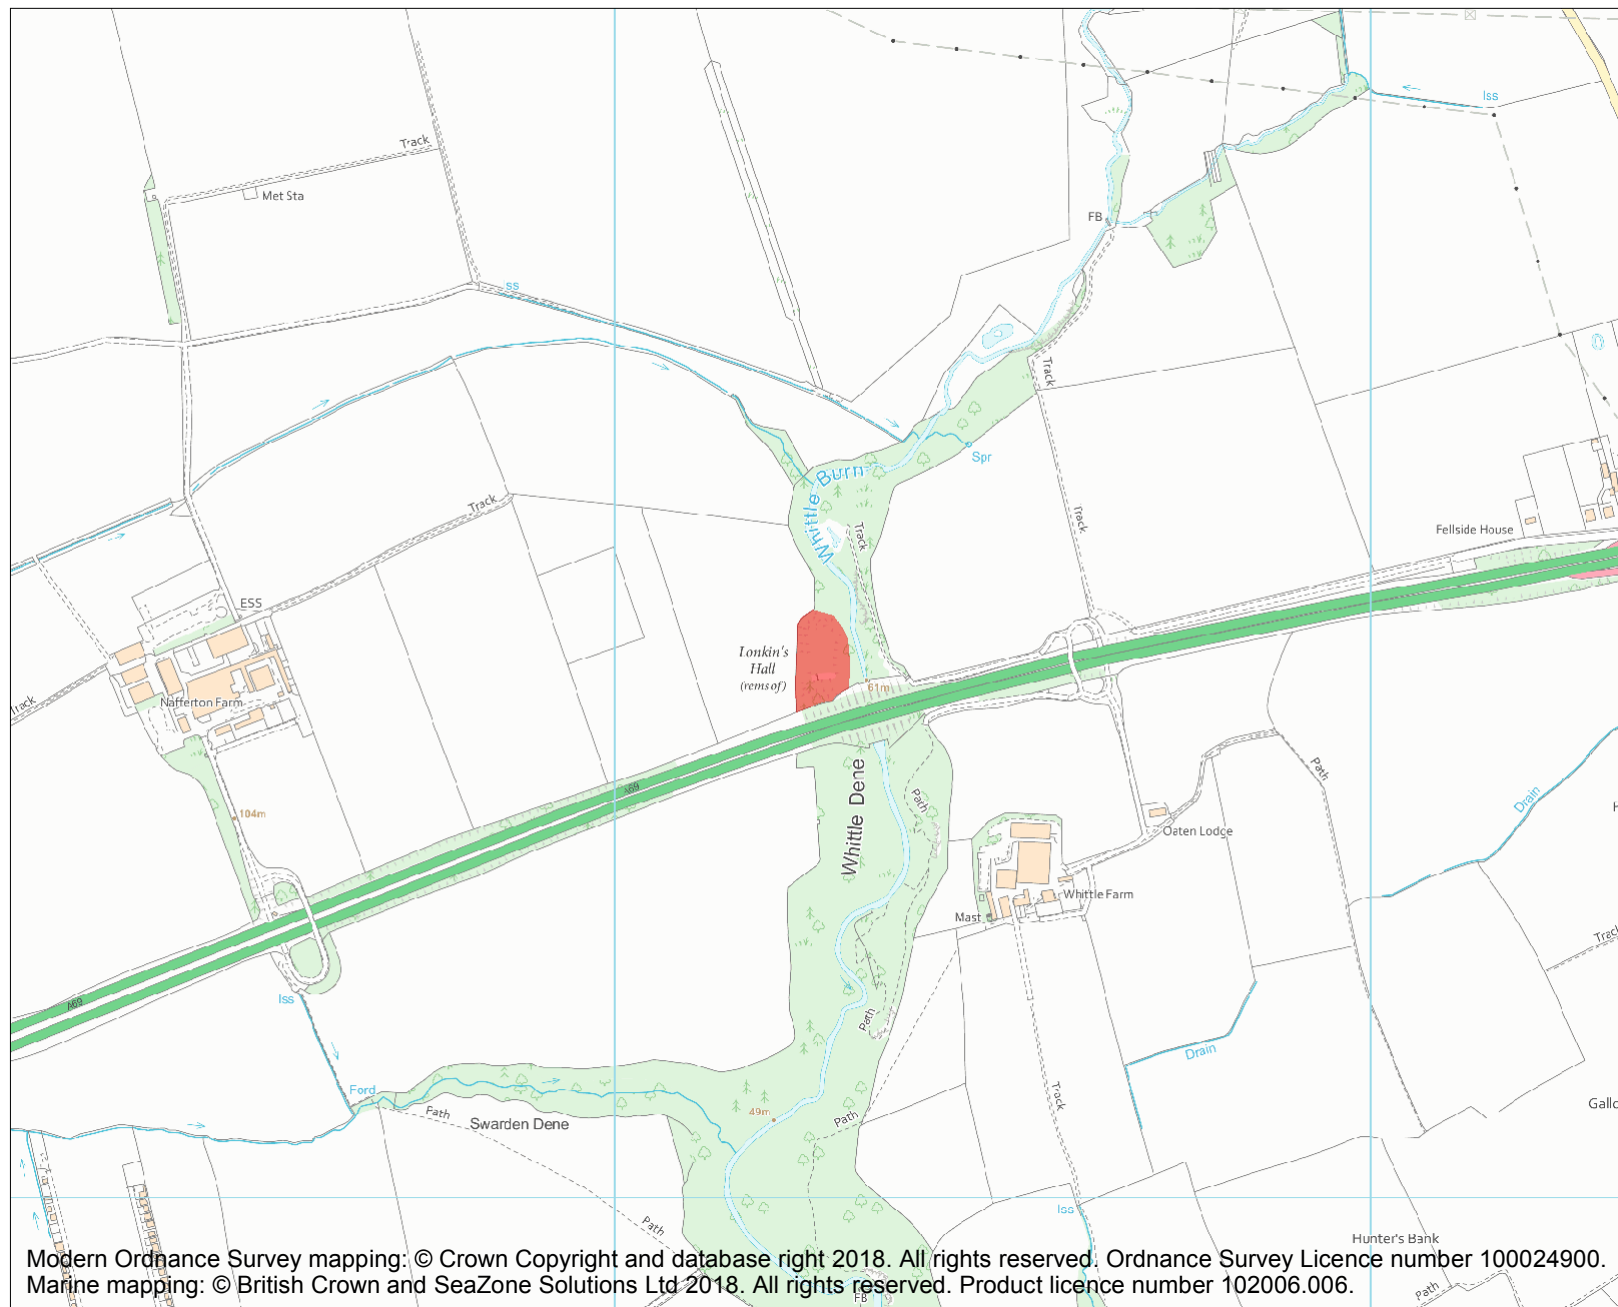 Iss
Track
Met Sta
FB
ss
Track
Spr
Whittle Burn
Track
Track
Track
Fellside House
ESS
Lonkin's
Hall
(rems of)
61m
Track
Nafferton Farm
A69
Path
Whittle Dene
Path
Drain
104m
Oaten Lodge
Whittle Farm
Mast
Track
A69
Iss
Path
Drain
Ford
Path
Swarden Dene
49m
Path
Track
Gallo
Iss
Path
Hunter's Bank
Modern Ordnance Survey mapping: © Crown Copyright and database right 2018. All rights reserved. Ordnance Survey Licence number 100024900.
Marine mapping: © British Crown and SeaZone Solutions Ltd 2018. All rights reserved. Product licence number 102006.006.
FB
Path